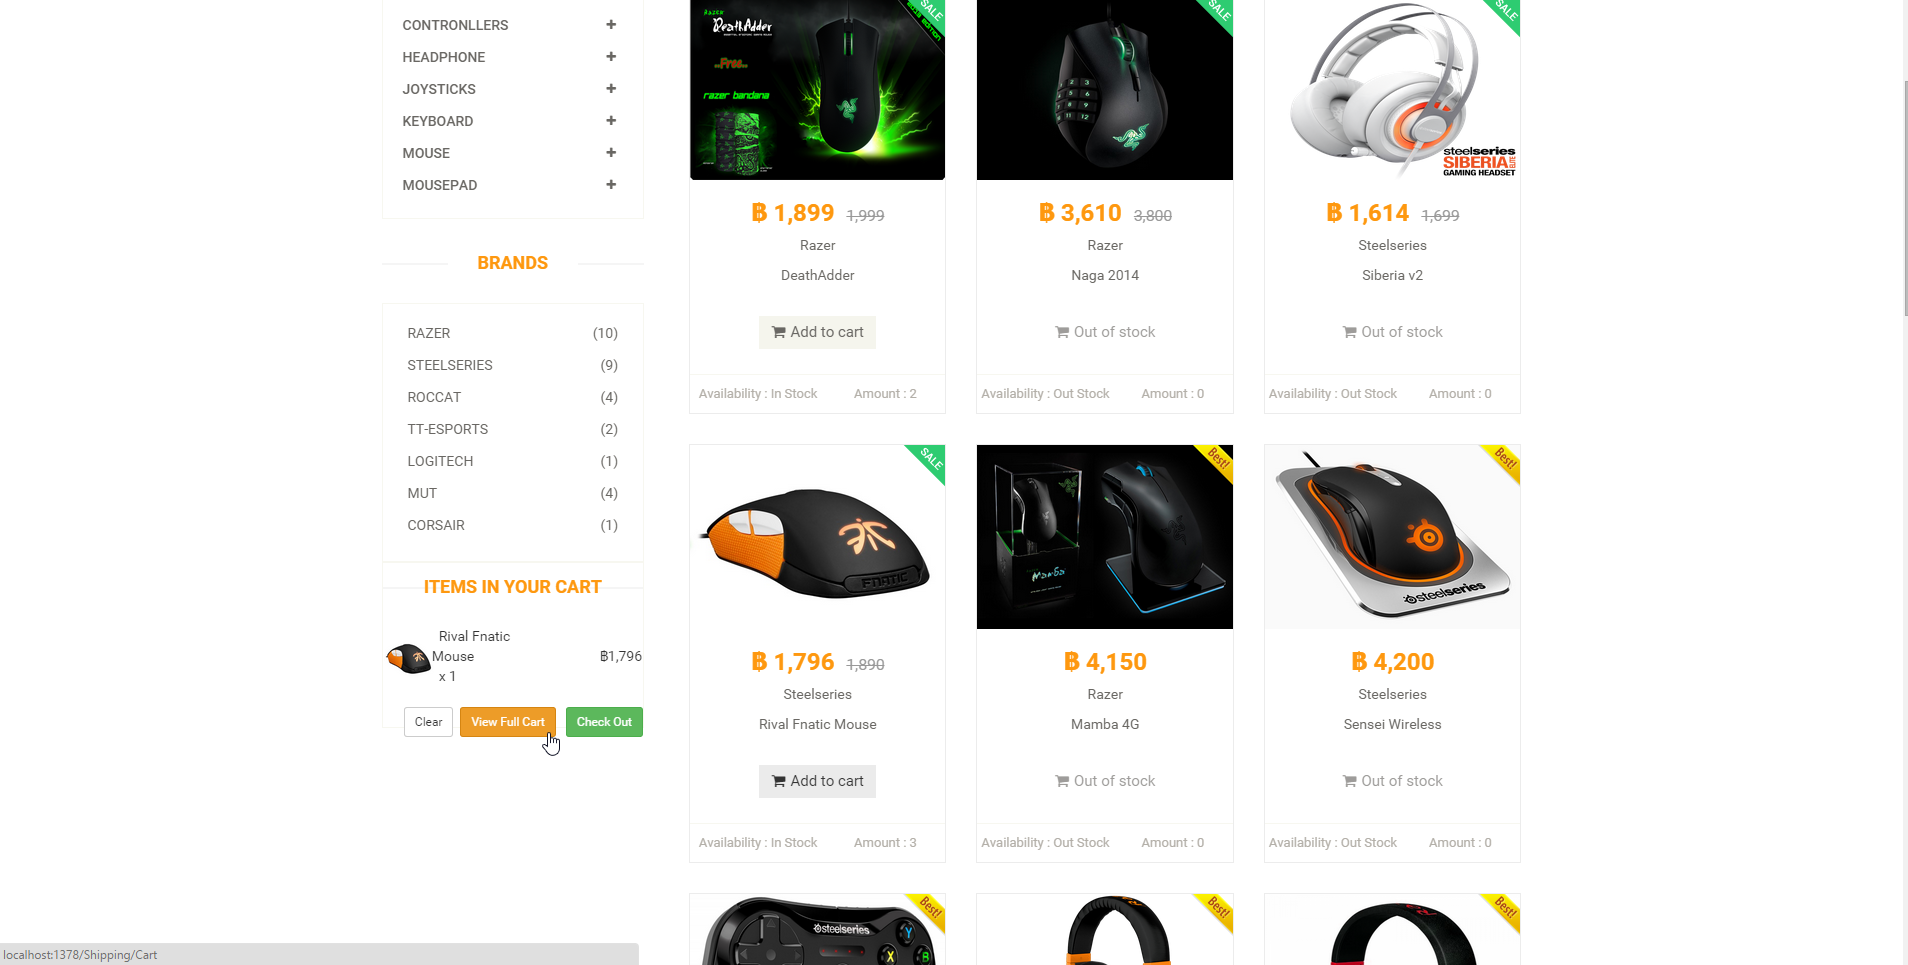 CONTRONLLERS
HEADPHONE
JOYSTICKS
KEYBOARD
MOUSE
MOUSEPAD
BRANDS
RAZER (10)
STEELSERIES (9)
ROCCAT (4)
TT-ESPORTS (2)
LOGITECH (1)
MUT (4)
CORSAIR (1)
ITEMS IN YOUR CART
Rival Fnatic
Mouse
x 1
฿1,796
Clear View Full Cart Check Out
RAZER
DeathAdder
..Free..
razer bandana
SALE
฿ 1,899 1,999
Razer
DeathAdder
Add to cart
Availability : In Stock Amount : 2
SALE
฿ 3,610 3,800
Razer
Naga 2014
Out of stock
Availability : Out Stock Amount : 0
SALE
steelseries
SIBERIA ELITE
GAMING HEADSET
฿ 1,614 1,699
Steelseries
Siberia v2
Out of stock
Availability : Out Stock Amount : 0
SALE
FNATIC
฿ 1,796 1,890
Steelseries
Rival Fnatic Mouse
Add to cart
Availability : In Stock Amount : 3
Best!
Mamba
฿ 4,150
Razer
Mamba 4G
Out of stock
Availability : Out Stock Amount : 0
Best!
steelseries
฿ 4,200
Steelseries
Sensei Wireless
Out of stock
Availability : Out Stock Amount : 0
Best!
steelseries
Y
X
B
Best!
Best!
localhost:1378/Shipping/Cart